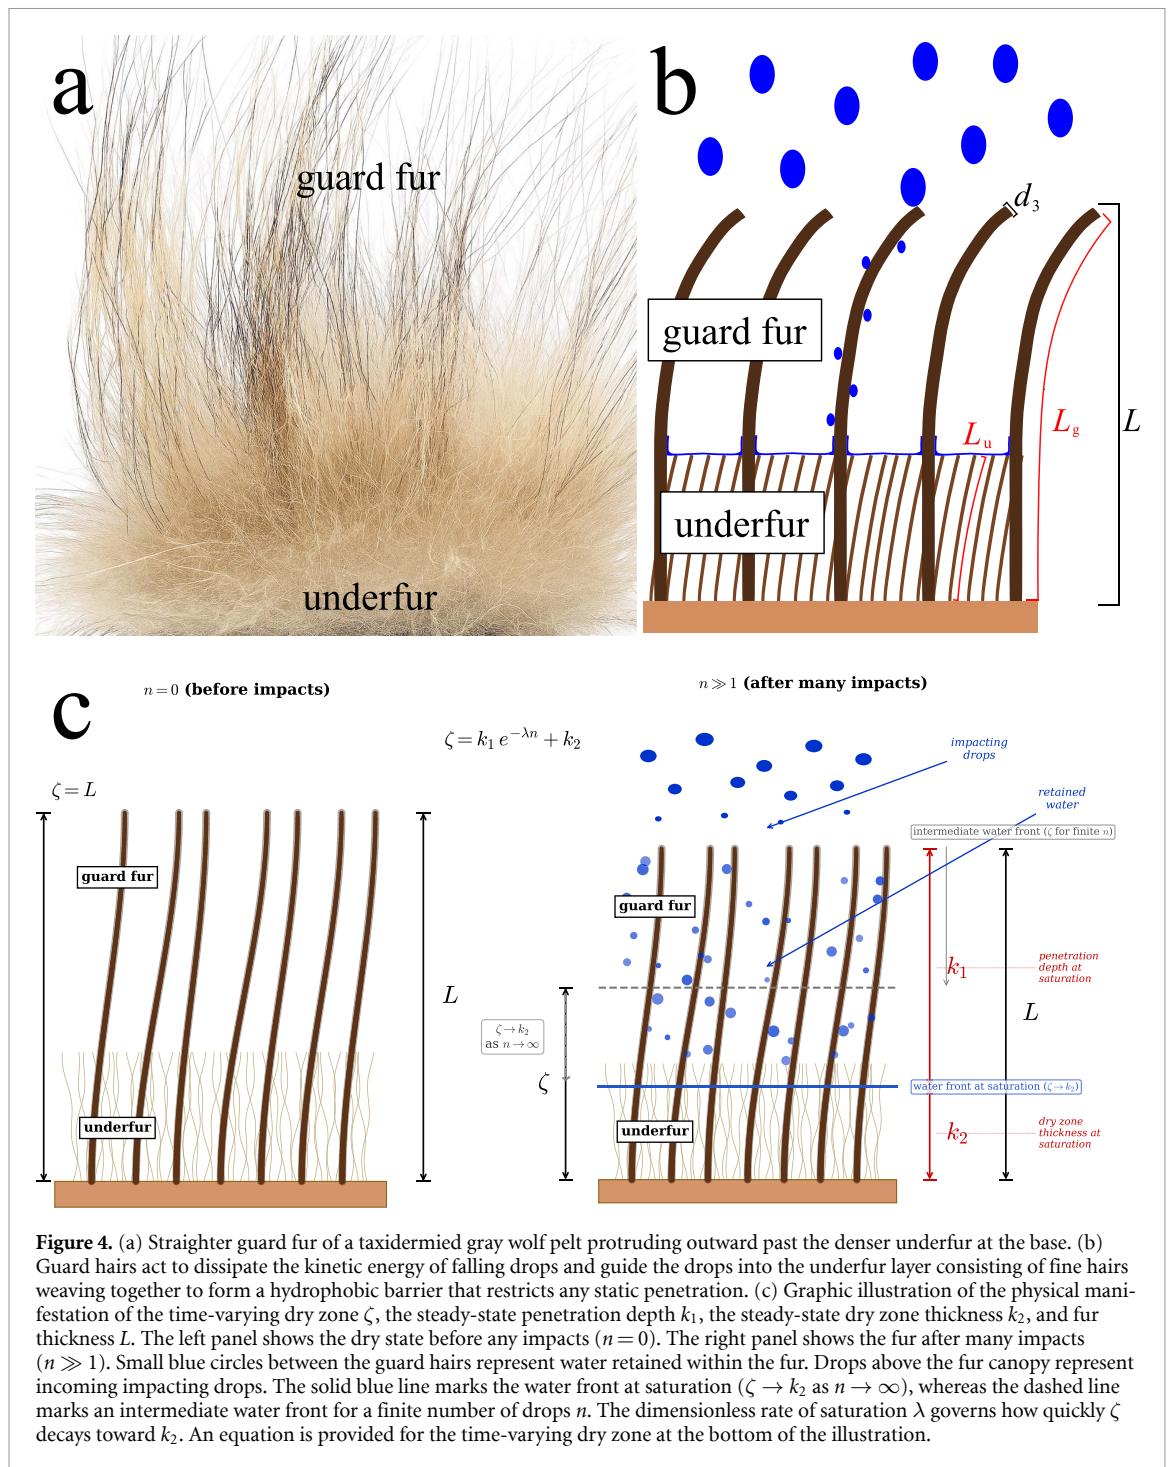 a
guard fur
underfur
b
d₃
guard fur
L
L_g
L_u
underfur
c
n = 0 (before impacts)
n ≫ 1 (after many impacts)
ζ = k₁ e^{−λn} + k₂
impacting
drops
ζ = L
retained
water
intermediate water front (ζ for finite n)
guard fur
guard fur
k₁
penetration
depth at
saturation
L
L
ζ → k₂
as n → ∞
ζ
water front at saturation (ζ → k₂)
underfur
underfur
k₂
dry zone
thickness at
saturation
Figure 4. (a) Straighter guard fur of a taxidermied gray wolf pelt protruding outward past the denser underfur at the base. (b)
Guard hairs act to dissipate the kinetic energy of falling drops and guide the drops into the underfur layer consisting of fine hairs
weaving together to form a hydrophobic barrier that restricts any static penetration. (c) Graphic illustration of the physical mani-
festation of the time-varying dry zone ζ, the steady-state penetration depth k₁, the steady-state dry zone thickness k₂, and fur
thickness L. The left panel shows the dry state before any impacts (n = 0). The right panel shows the fur after many impacts
(n ≫ 1). Small blue circles between the guard hairs represent water retained within the fur. Drops above the fur canopy represent
incoming impacting drops. The solid blue line marks the water front at saturation (ζ → k₂ as n → ∞), whereas the dashed line
marks an intermediate water front for a finite number of drops n. The dimensionless rate of saturation λ governs how quickly ζ
decays toward k₂. An equation is provided for the time-varying dry zone at the bottom of the illustration.